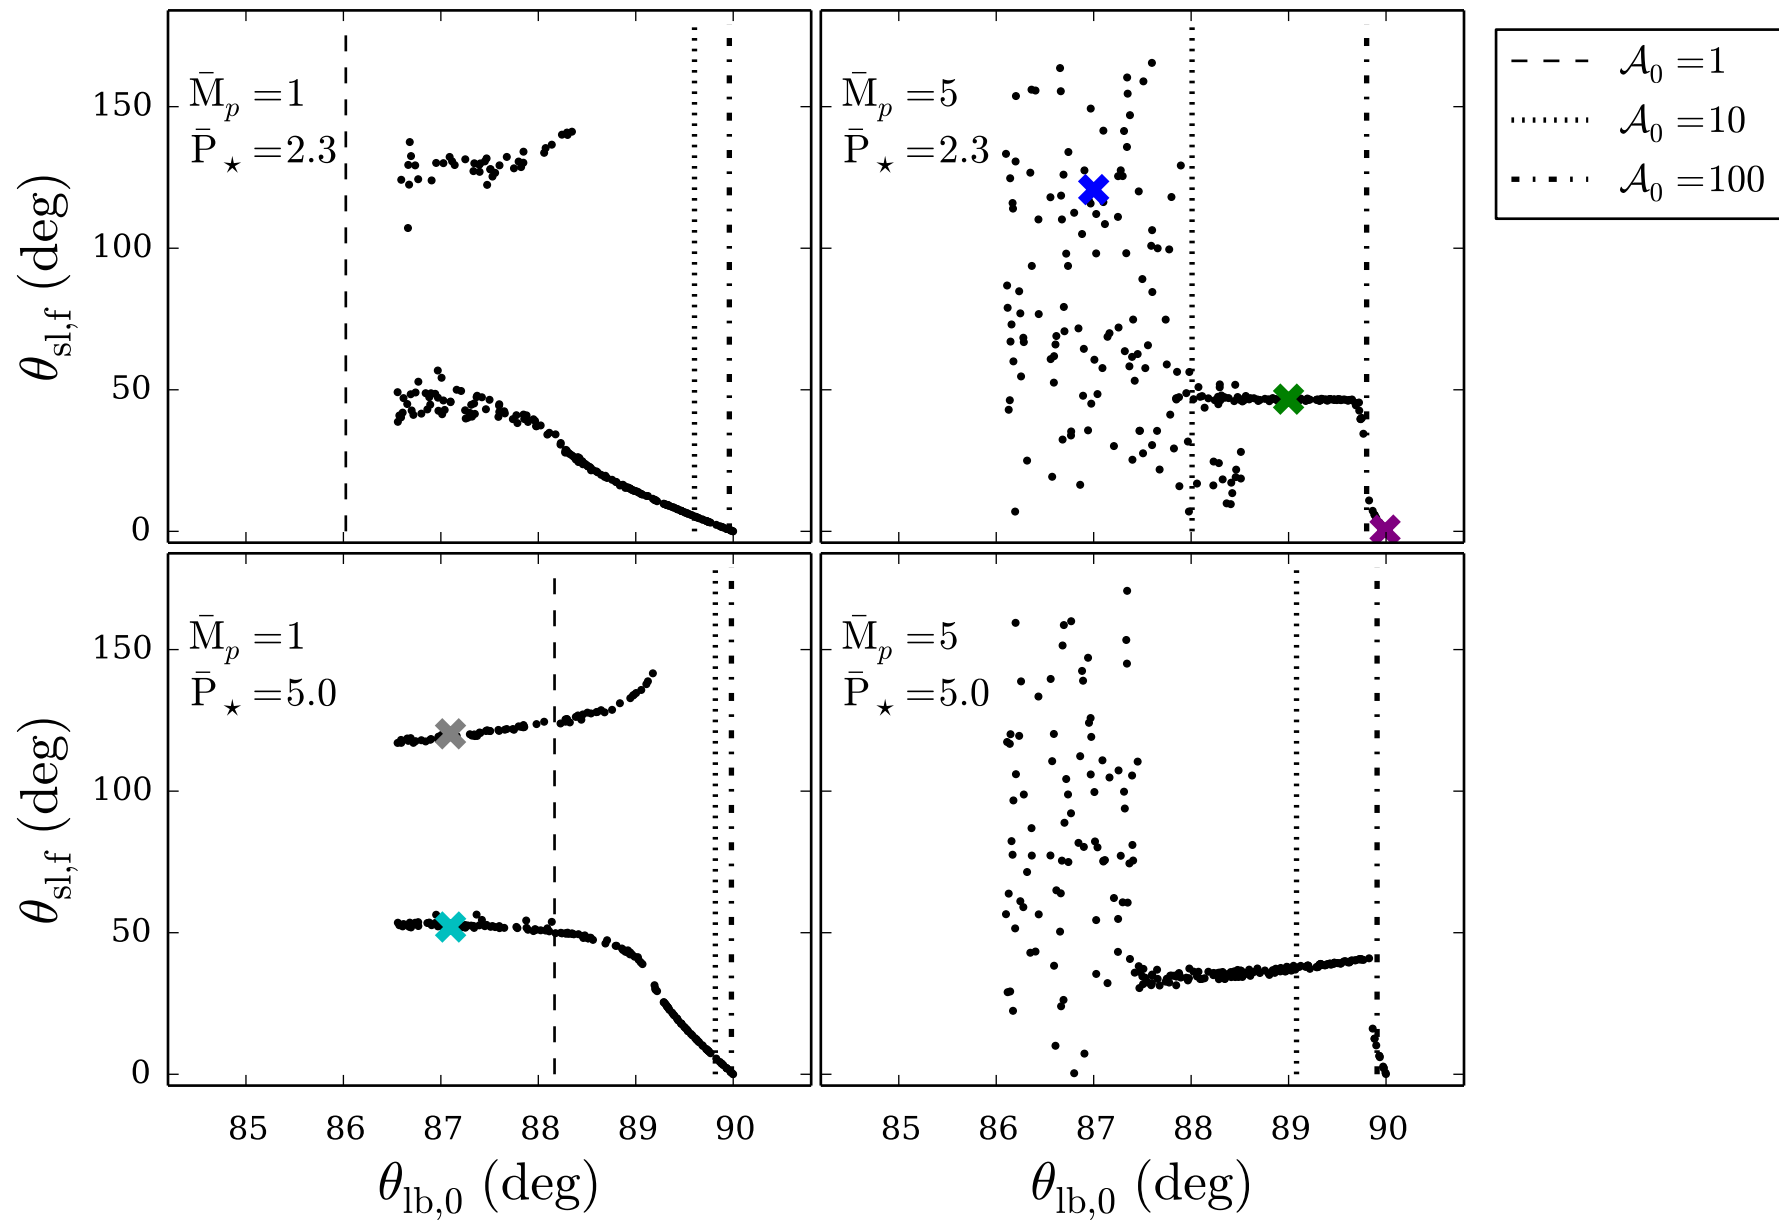 M̄p =1
P̄⋆ =2.3
M̄p =5
P̄⋆ =2.3
𝒜0 =1
𝒜0 =10
𝒜0 =100
θsl,f (deg)
150
100
50
0
M̄p =1
P̄⋆ =5.0
M̄p =5
P̄⋆ =5.0
θsl,f (deg)
150
100
50
0
85 86 87 88 89 90
85 86 87 88 89 90
θlb,0 (deg)
θlb,0 (deg)